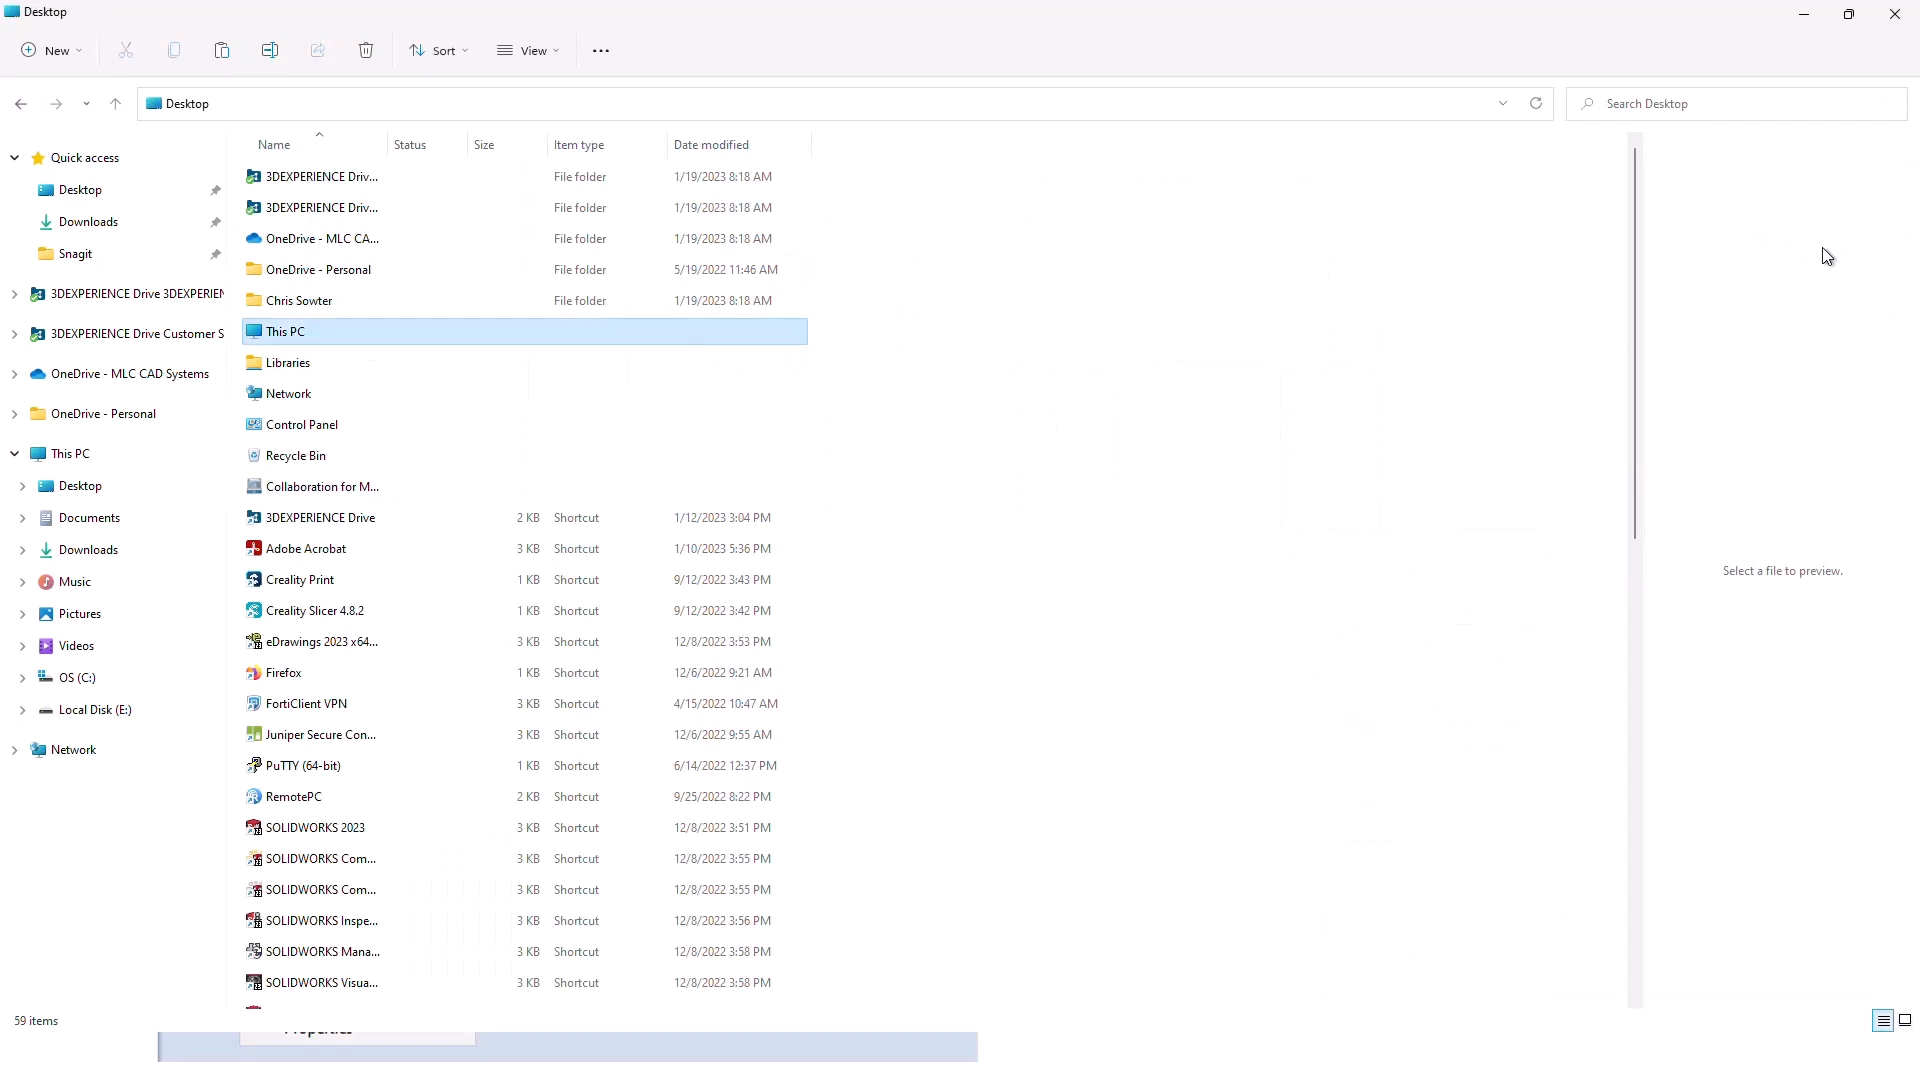 Desktop
New
Sort
View
Desktop
Search Desktop
Name Status Size Item type Date modified
Quick access
Desktop
Downloads
Snagit
3DEXPERIENCE Drive 3DEXPERIEN
3DEXPERIENCE Drive Customer S
OneDrive - MLC CAD Systems
OneDrive - Personal
This PC
Desktop
Documents
Downloads
Music
Pictures
Videos
OS (C:)
Local Disk (E:)
Network
3DEXPERIENCE Driv... File folder 1/19/2023 8:18 AM
3DEXPERIENCE Driv... File folder 1/19/2023 8:18 AM
OneDrive - MLC CA... File folder 1/19/2023 8:18 AM
OneDrive - Personal File folder 5/19/2022 11:46 AM
Chris Sowter File folder 1/19/2023 8:18 AM
This PC
Libraries
Network
Control Panel
Recycle Bin
Collaboration for M...
3DEXPERIENCE Drive 2 KB Shortcut 1/12/2023 3:04 PM
Adobe Acrobat 3 KB Shortcut 1/10/2023 5:36 PM
Creality Print 1 KB Shortcut 9/12/2022 3:43 PM
Creality Slicer 4.8.2 1 KB Shortcut 9/12/2022 3:42 PM
eDrawings 2023 x64... 3 KB Shortcut 12/8/2022 3:53 PM
Firefox 1 KB Shortcut 12/6/2022 9:21 AM
FortiClient VPN 3 KB Shortcut 4/15/2022 10:47 AM
Juniper Secure Con... 3 KB Shortcut 12/6/2022 9:55 AM
PuTTY (64-bit) 1 KB Shortcut 6/14/2022 12:37 PM
RemotePC 2 KB Shortcut 9/25/2022 8:22 PM
SOLIDWORKS 2023 3 KB Shortcut 12/8/2022 3:51 PM
SOLIDWORKS Com... 3 KB Shortcut 12/8/2022 3:55 PM
SOLIDWORKS Com... 3 KB Shortcut 12/8/2022 3:55 PM
SOLIDWORKS Inspe... 3 KB Shortcut 12/8/2022 3:56 PM
SOLIDWORKS Mana... 3 KB Shortcut 12/8/2022 3:58 PM
SOLIDWORKS Visua... 3 KB Shortcut 12/8/2022 3:58 PM
Select a file to preview.
59 items